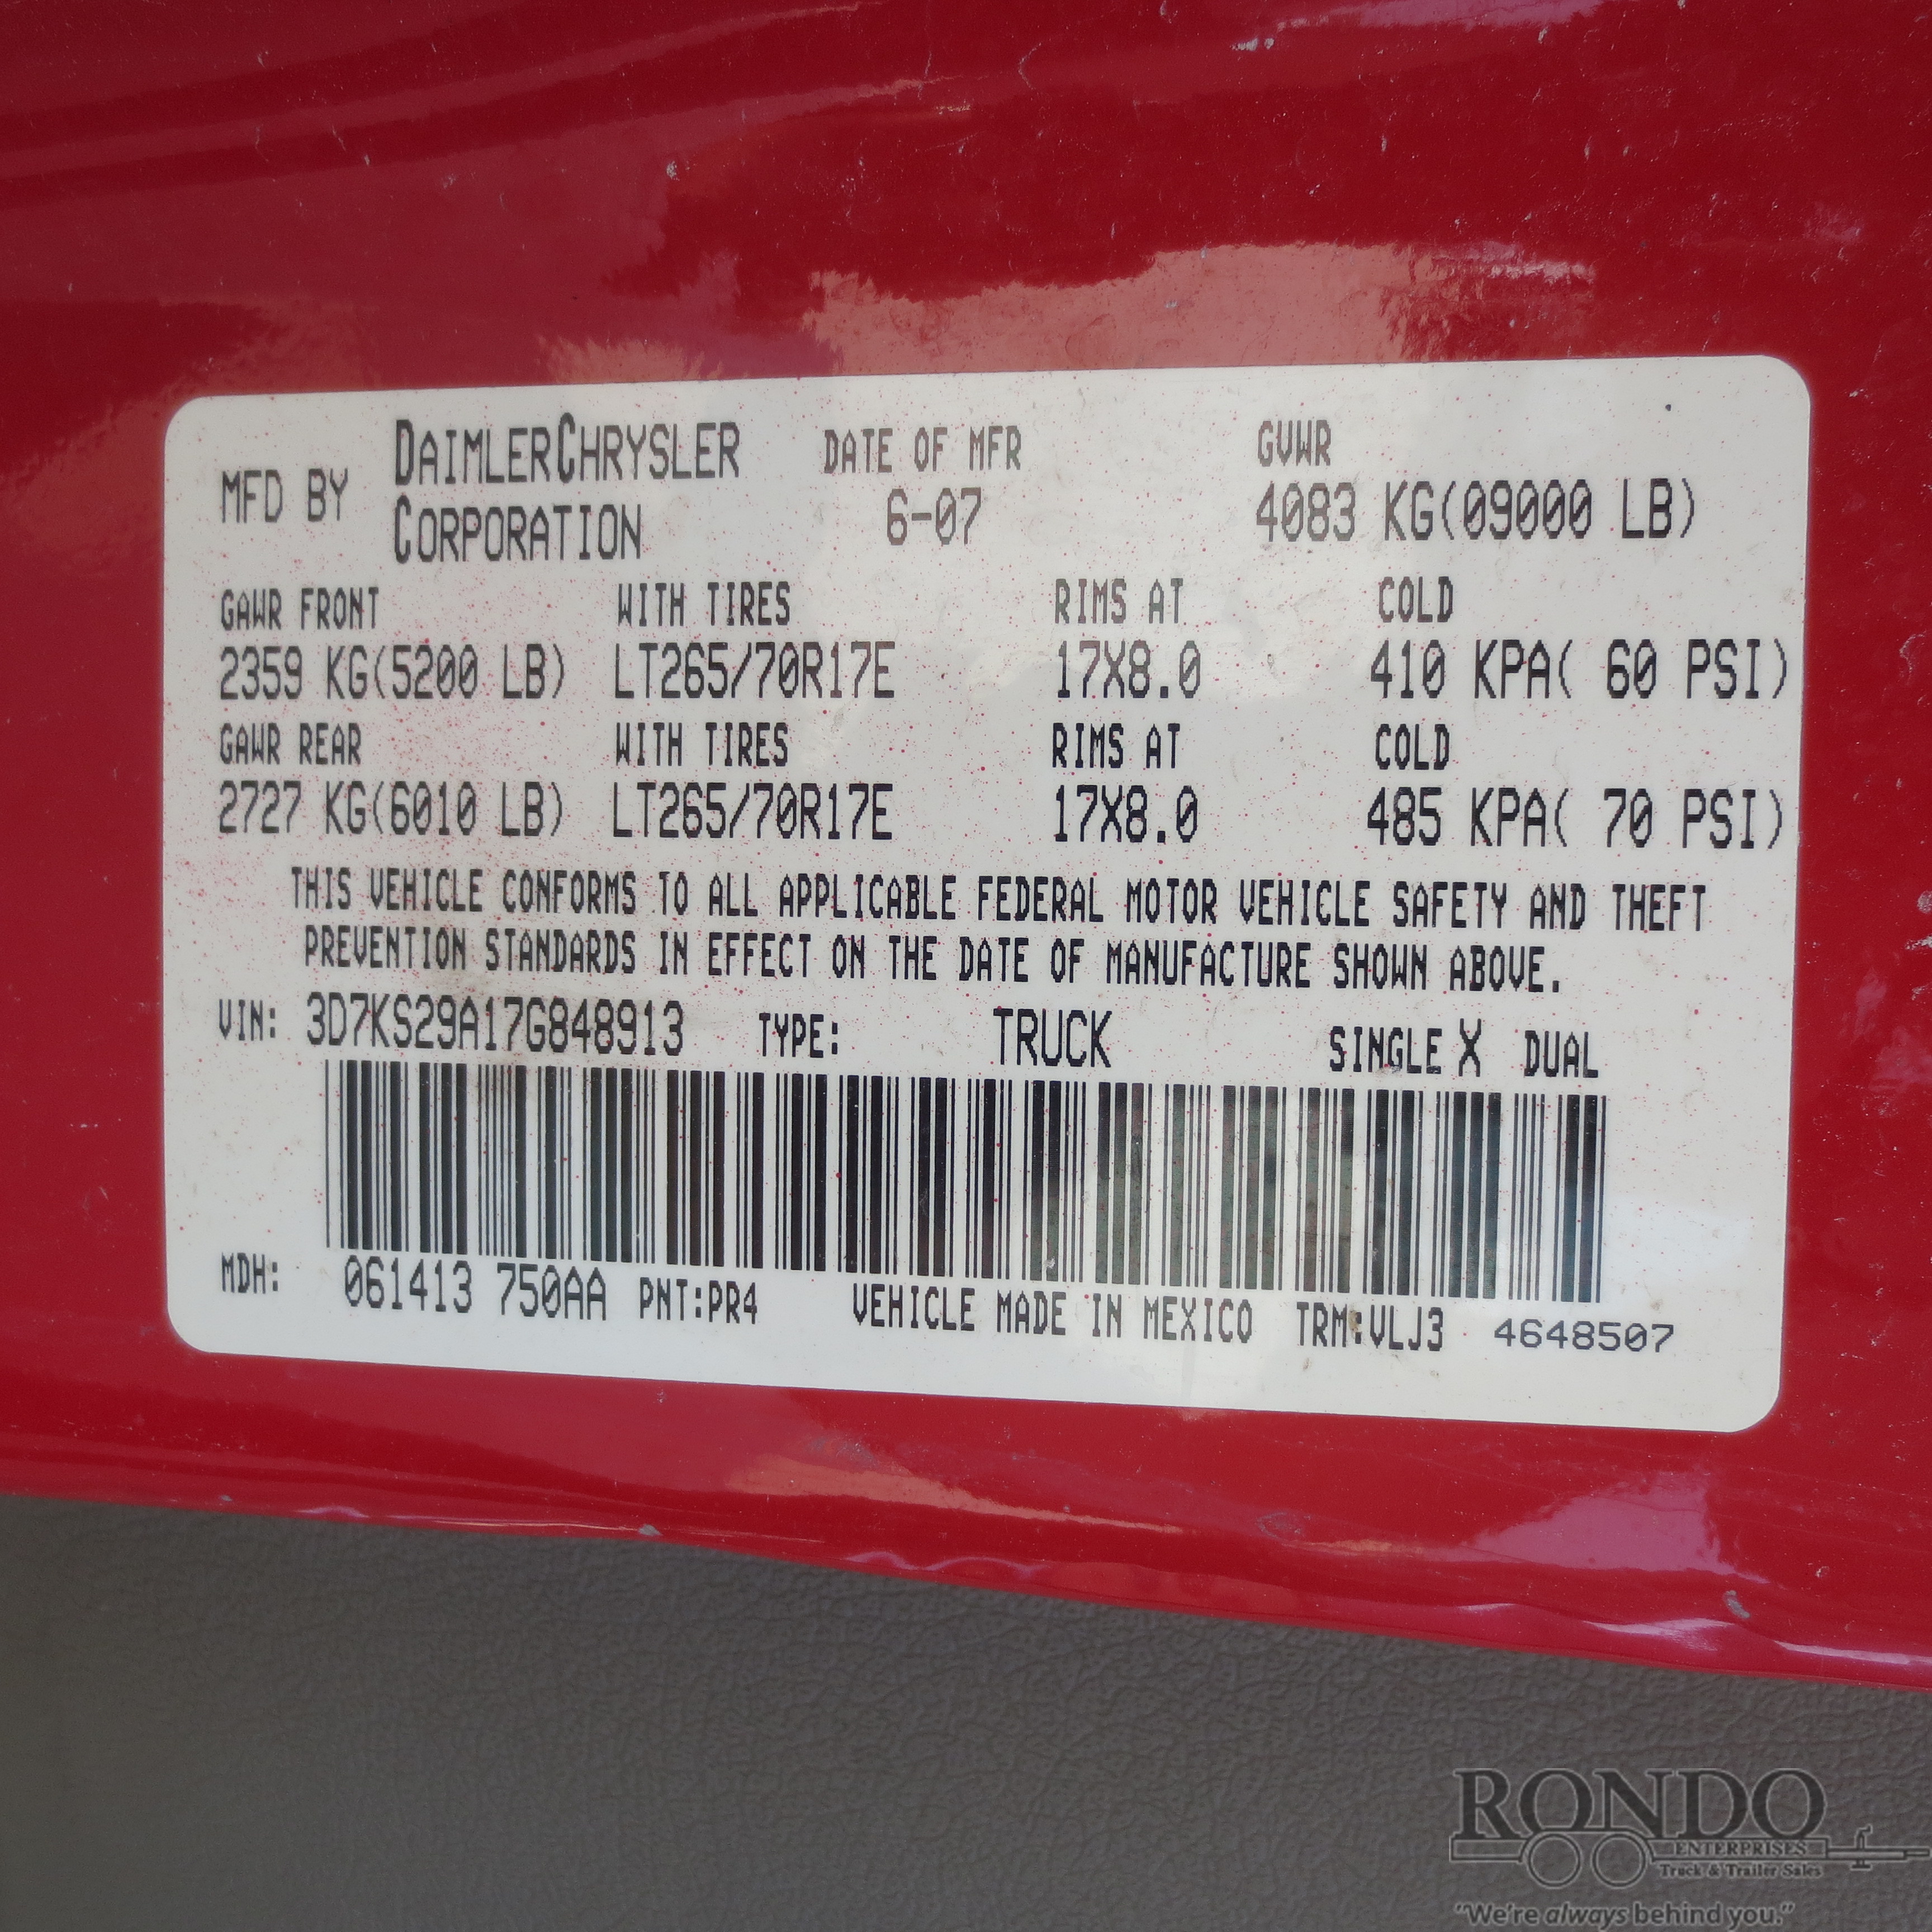 MFD BY DAIMLERCHRYSLER CORPORATION DATE OF MFR 6-07 GVWR 4083 KG(09000 LB)
GAWR FRONT WITH TIRES RIMS AT COLD
2359 KG(5200 LB) LT265/70R17E 17X8.0 410 KPA( 60 PSI)
GAWR REAR WITH TIRES RIMS AT COLD
2727 KG(6010 LB) LT265/70R17E 17X8.0 485 KPA( 70 PSI)
THIS VEHICLE CONFORMS TO ALL APPLICABLE FEDERAL MOTOR VEHICLE SAFETY AND THEFT
PREVENTION STANDARDS IN EFFECT ON THE DATE OF MANUFACTURE SHOWN ABOVE.
VIN: 3D7KS29A17G848913 TYPE: TRUCK SINGLE X DUAL
MDH: 061413 750AA PNT:PR4 VEHICLE MADE IN MEXICO TRM:VLJ3 4648507
RONDO
ENTERPRISES
Truck & Trailer Sales
"We're always behind you."